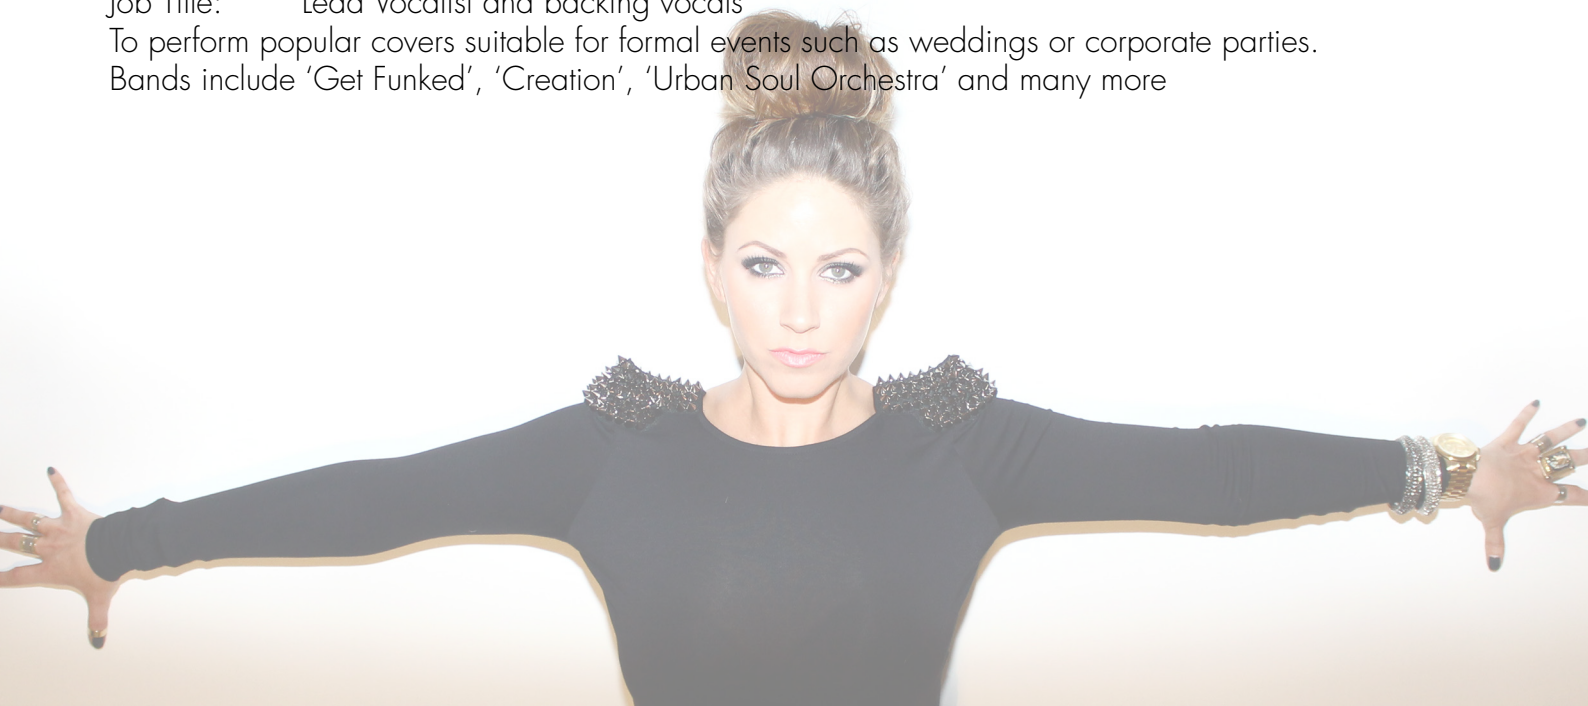 Job Title: Lead Vocalist and backing vocals
To perform popular covers suitable for formal events such as weddings or corporate parties.
Bands include ‘Get Funked’, ‘Creation’, ‘Urban Soul Orchestra’ and many more